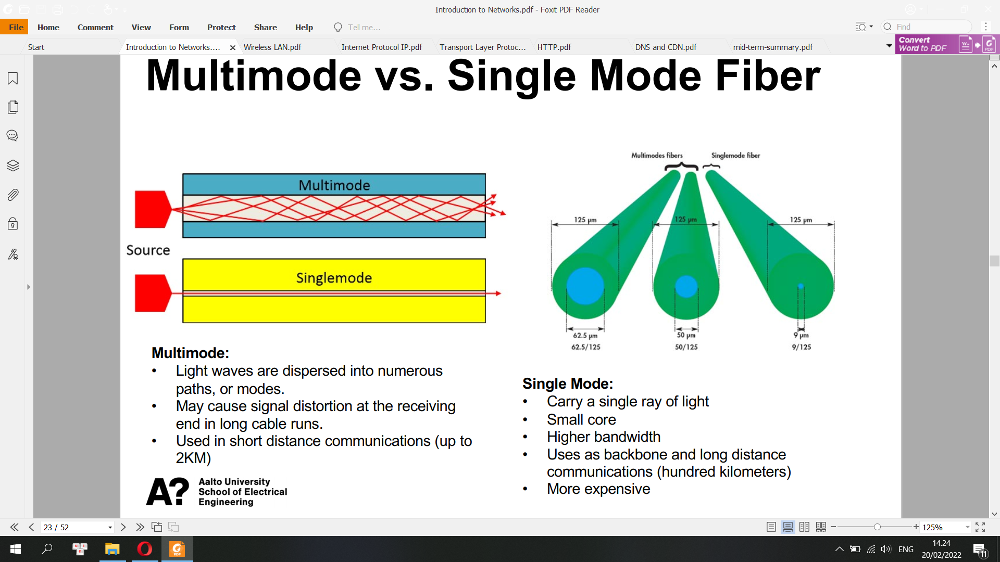 Introduction to Networks.pdf - Foxit PDF Reader
File Home Comment View Form Protect Share Help Tell me... Find
Start Introduction to Networks.... Wireless LAN.pdf Internet Protocol IP.pdf Transport Layer Protoc... HTTP.pdf DNS and CDN.pdf mid-term-summary.pdf
Convert
Word to PDF
Multimode vs. Single Mode Fiber
Multimode
Source
Singlemode
Multimodes fibers Singlemode fiber
125 µm 125 µm 125 µm
62.5 µm 50 µm 9 µm
62.5/125 50/125 9/125
Multimode:
• Light waves are dispersed into numerous
paths, or modes.
• May cause signal distortion at the receiving
end in long cable runs.
• Used in short distance communications (up to
2KM)
Single Mode:
• Carry a single ray of light
• Small core
• Higher bandwidth
• Uses as backbone and long distance
communications (hundred kilometers)
• More expensive
A?
Aalto University
School of Electrical
Engineering
23 / 52
125%
ENG
14.24
20/02/2022
11